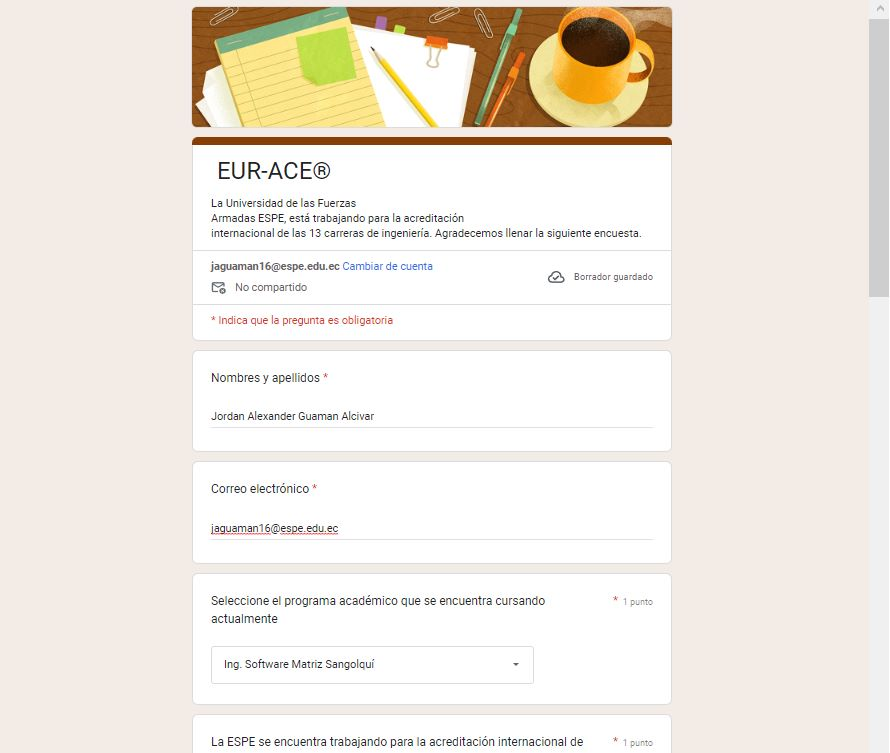 EUR-ACE®
La Universidad de las Fuerzas
Armadas ESPE, está trabajando para la acreditación
internacional de las 13 carreras de ingeniería. Agradecemos llenar la siguiente encuesta.
jaguaman16@espe.edu.ec Cambiar de cuenta
Borrador guardado
No compartido
* Indica que la pregunta es obligatoria
Nombres y apellidos *
Jordan Alexander Guaman Alcivar
Correo electrónico *
jaguaman16@espe.edu.ec
Seleccione el programa académico que se encuentra cursando * 1 punto
actualmente
Ing. Software Matriz Sangolquí
La ESPE se encuentra trabajando para la acreditación internacional de * 1 punto